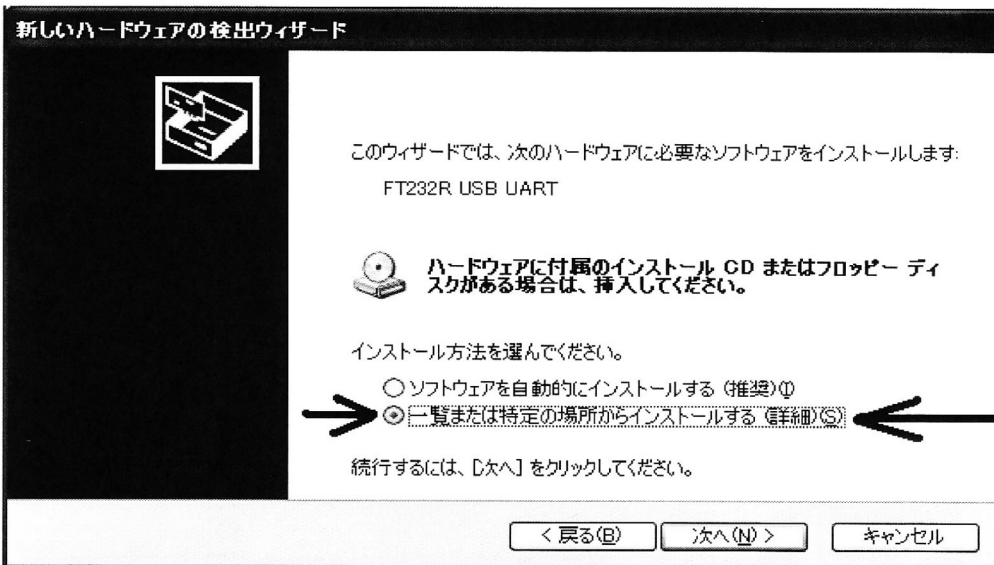 新しいハードウェアの検出ウィザード
このウィザードでは、次のハードウェアに必要なソフトウェアをインストールします:
FT232R USB UART
ハードウェアに付属のインストール CD またはフロッピー ディ
スクがある場合は、挿入してください。
インストール方法を選んでください。
ソフトウェアを自動的にインストールする (推奨)(I)
一覧または特定の場所からインストールする (詳細)(S)
続行するには、[次へ] をクリックしてください。
< 戻る(B)
次へ(N) >
キャンセル